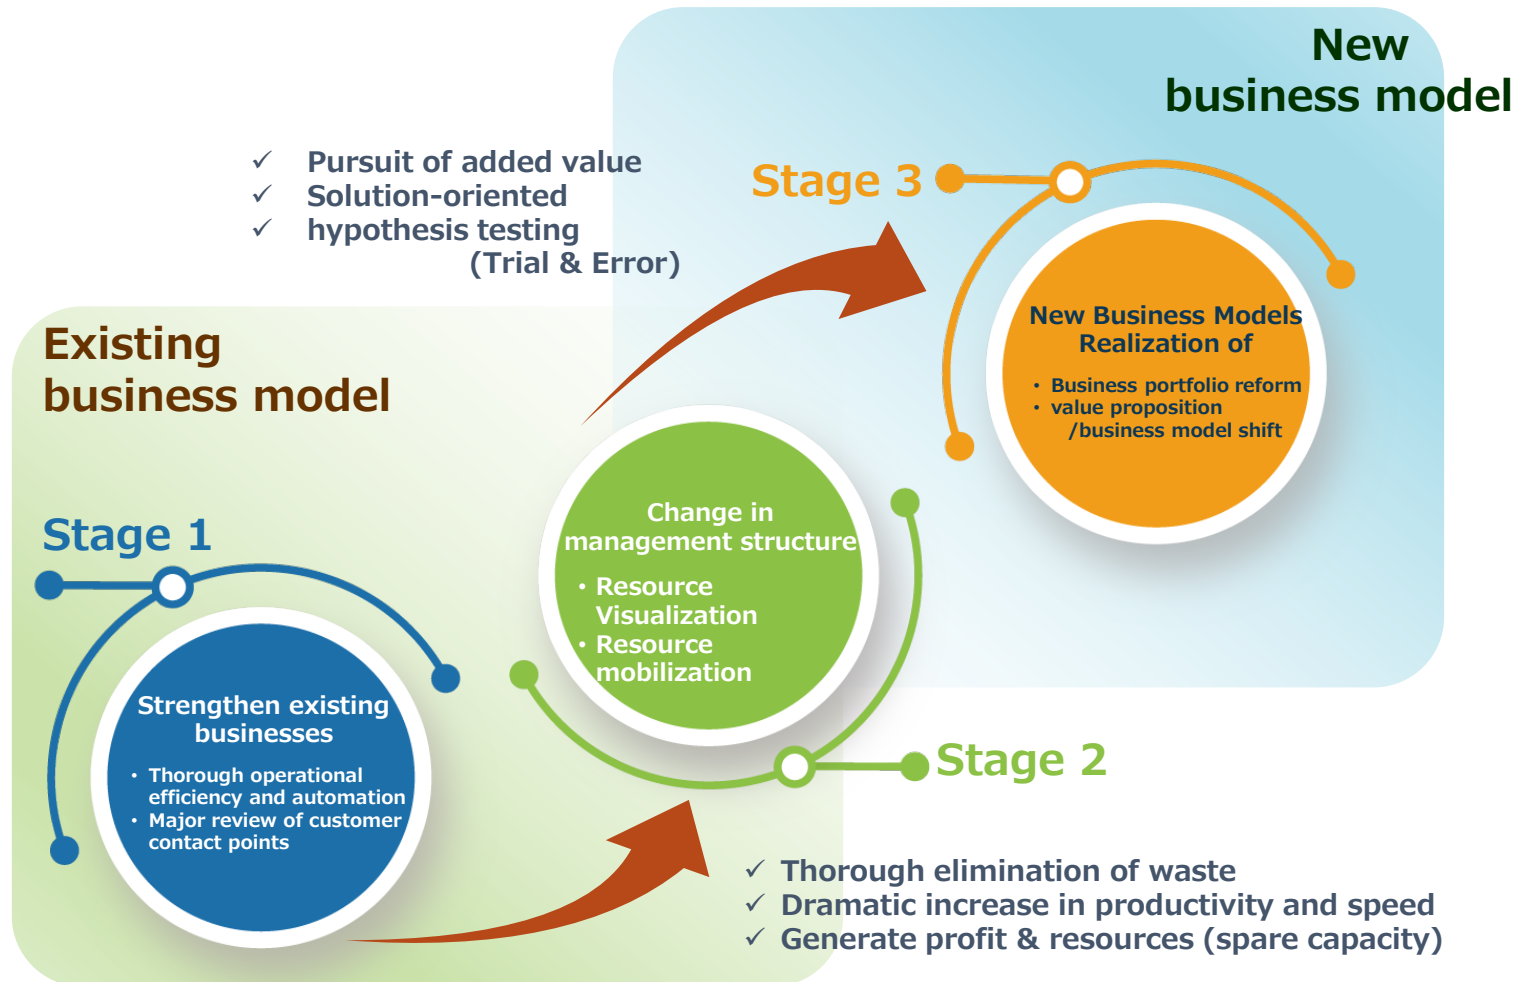 New
business model
✓ Pursuit of added value
✓ Solution-oriented
✓ hypothesis testing
(Trial & Error)
Stage 3
New Business Models
Realization of
・Business portfolio reform
・value proposition
/business model shift
Existing
business model
Stage 1
Strengthen existing
businesses
・Thorough operational
efficiency and automation
・Major review of customer
contact points
Change in
management structure
・Resource
Visualization
・Resource
mobilization
Stage 2
✓ Thorough elimination of waste
✓ Dramatic increase in productivity and speed
✓ Generate profit & resources (spare capacity)